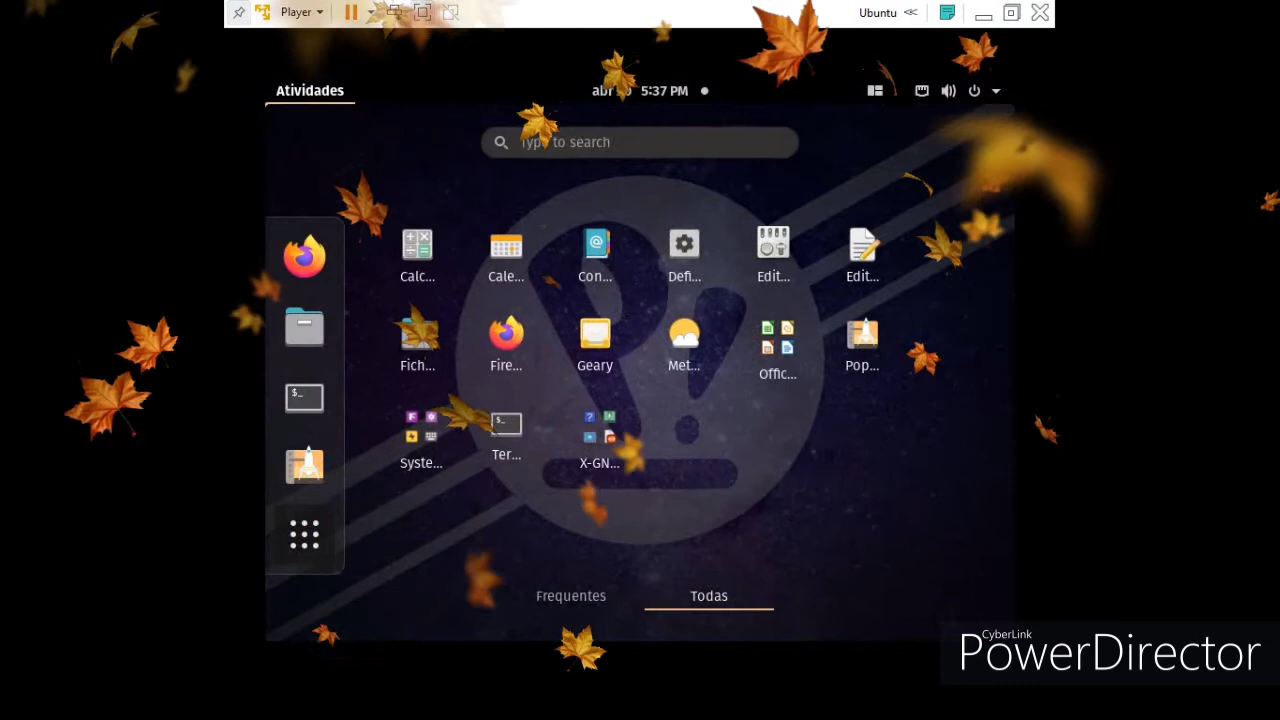 Player
Ubuntu
Atividades
5:37 PM
Type to search
Calc...
Cale...
Con...
Defi...
Edit...
Edit...
Fich...
Fire...
Geary
Met...
Offic...
Pop...
Syste...
Ter...
X-GN...
Frequentes
Todas
CyberLink
PowerDirector